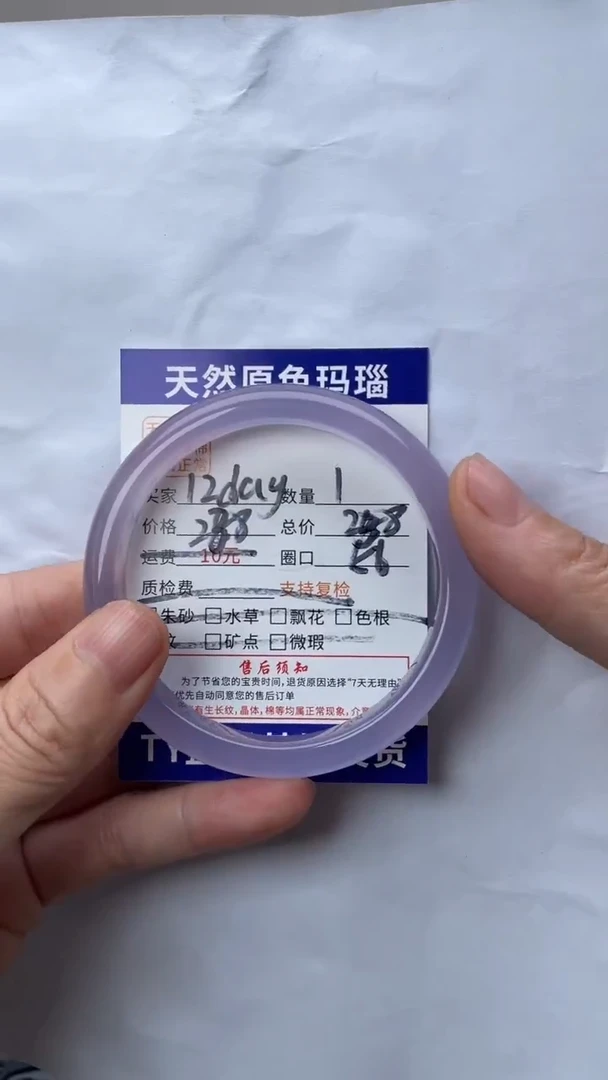 天然原色玛瑙
买家 12day 数量 1
价格 238 总价
运费 10元 圈口
质检费 支持复检
朱砂 □水草 □飘花 □色根
纹 □矿点 □微瑕
售后须知
为了节省您的宝贵时间,退货原因选择"7天无理由
优先自动同意您的售后订单
有生长纹,晶体,棉等均属正常现象,介意